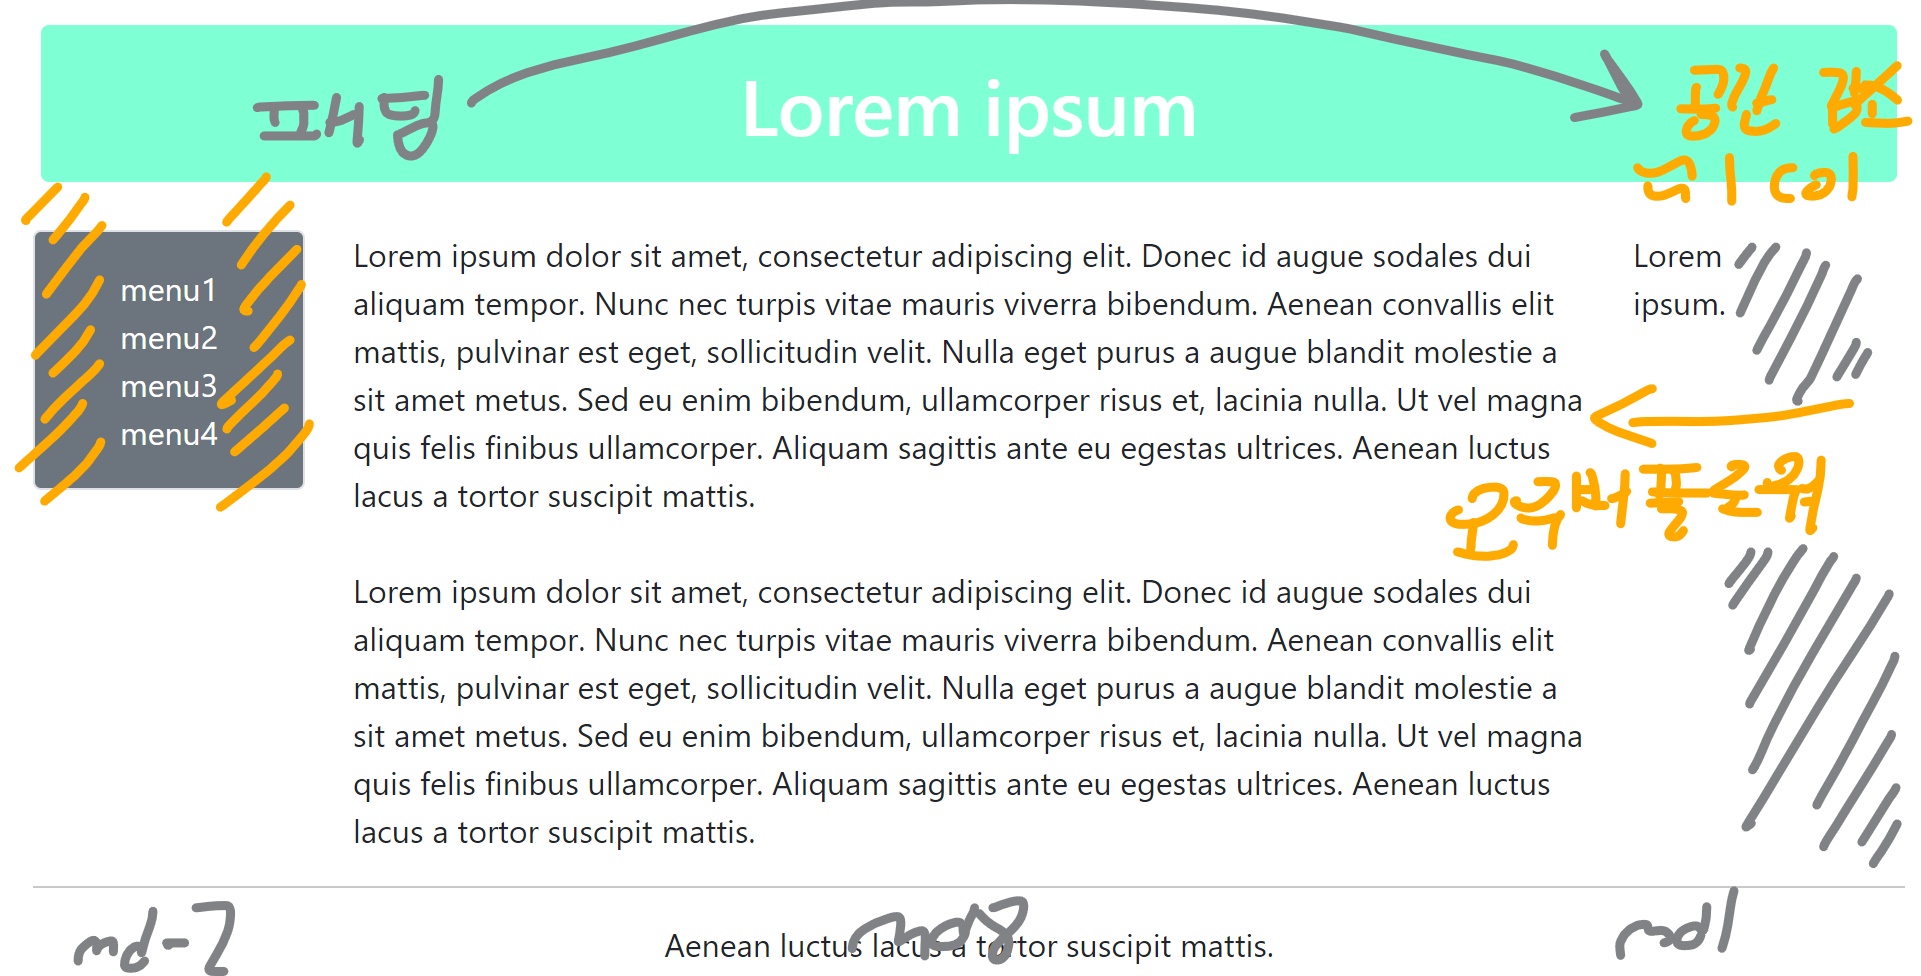 패딩
Lorem ipsum
공간 감소
느】 col
menu1
menu2
menu3
menu4
Lorem ipsum dolor sit amet, consectetur adipiscing elit. Donec id augue sodales dui
aliquam tempor. Nunc nec turpis vitae mauris viverra bibendum. Aenean convallis elit
mattis, pulvinar est eget, sollicitudin velit. Nulla eget purus a augue blandit molestie a
sit amet metus. Sed eu enim bibendum, ullamcorper risus et, lacinia nulla. Ut vel magna
quis felis finibus ullamcorper. Aliquam sagittis ante eu egestas ultrices. Aenean luctus
lacus a tortor suscipit mattis.
Lorem
ipsum.
오우버플로워
Lorem ipsum dolor sit amet, consectetur adipiscing elit. Donec id augue sodales dui
aliquam tempor. Nunc nec turpis vitae mauris viverra bibendum. Aenean convallis elit
mattis, pulvinar est eget, sollicitudin velit. Nulla eget purus a augue blandit molestie a
sit amet metus. Sed eu enim bibendum, ullamcorper risus et, lacinia nulla. Ut vel magna
quis felis finibus ullamcorper. Aliquam sagittis ante eu egestas ultrices. Aenean luctus
lacus a tortor suscipit mattis.
md-2
md8
md1
Aenean luctus lacus a tortor suscipit mattis.